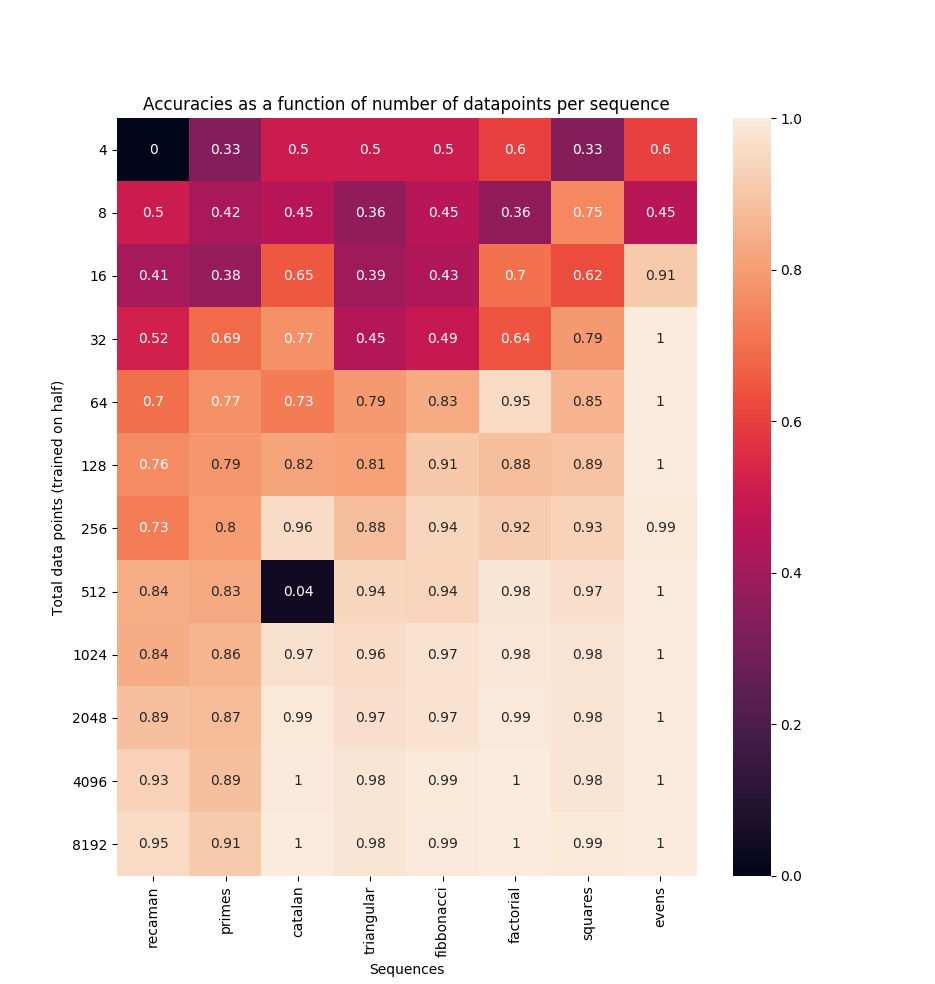 Accuracies as a function of number of datapoints per sequence
Total data points (trained on half)
4 0 0.33 0.5 0.5 0.5 0.6 0.33 0.6
8 0.5 0.42 0.45 0.36 0.45 0.36 0.75 0.45
16 0.41 0.38 0.65 0.39 0.43 0.7 0.62 0.91
32 0.52 0.69 0.77 0.45 0.49 0.64 0.79 1
64 0.7 0.77 0.73 0.79 0.83 0.95 0.85 1
128 0.76 0.79 0.82 0.81 0.91 0.88 0.89 1
256 0.73 0.8 0.96 0.88 0.94 0.92 0.93 0.99
512 0.84 0.83 0.04 0.94 0.94 0.98 0.97 1
1024 0.84 0.86 0.97 0.96 0.97 0.98 0.98 1
2048 0.89 0.87 0.99 0.97 0.97 0.99 0.98 1
4096 0.93 0.89 1 0.98 0.99 1 0.98 1
8192 0.95 0.91 1 0.98 0.99 1 0.99 1
recaman primes catalan triangular fibbonacci factorial squares evens
Sequences
1.0
0.8
0.6
0.4
0.2
0.0